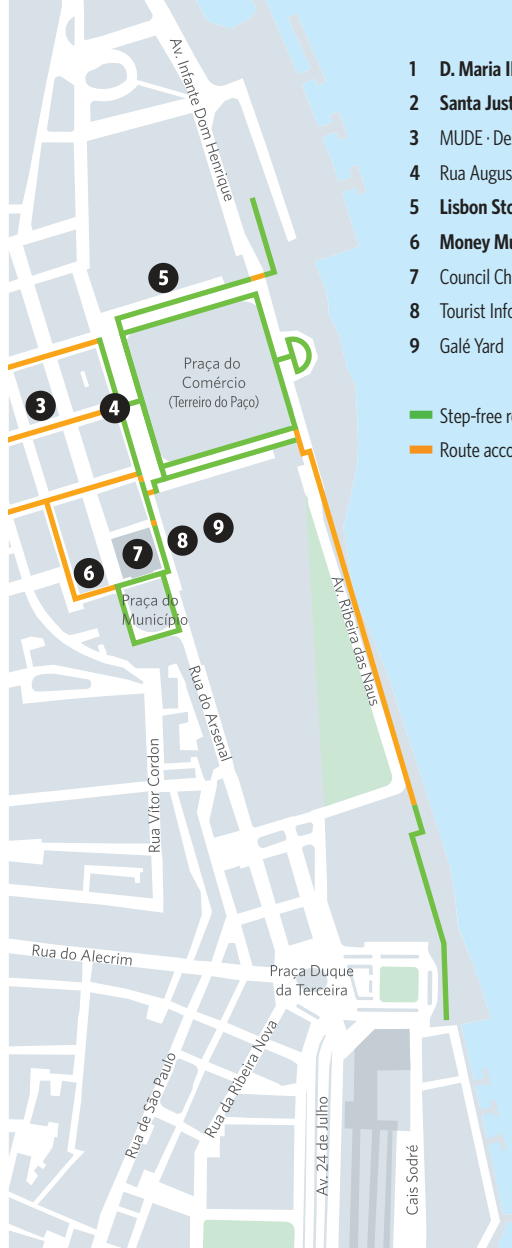 Av. Infante Dom Henrique
1 D. Maria II
2 Santa Just
3 MUDE · De
4 Rua Augus
5 Lisbon Sto
6 Money Mu
7 Council Ch
8 Tourist Info
9 Galé Yard
Step-free r
Route acco
5
Praça do
Comércio
(Terreiro do Paço)
3
4
9
8
7
6
Praça do
Município
Av. Ribeira das Naus
Rua do Arsenal
Rua Vítor Cordon
Rua do Alecrim
Praça Duque
da Terceira
Rua da Ribeira Nova
Rua de São Paulo
Av. 24 de Julho
Cais Sodré